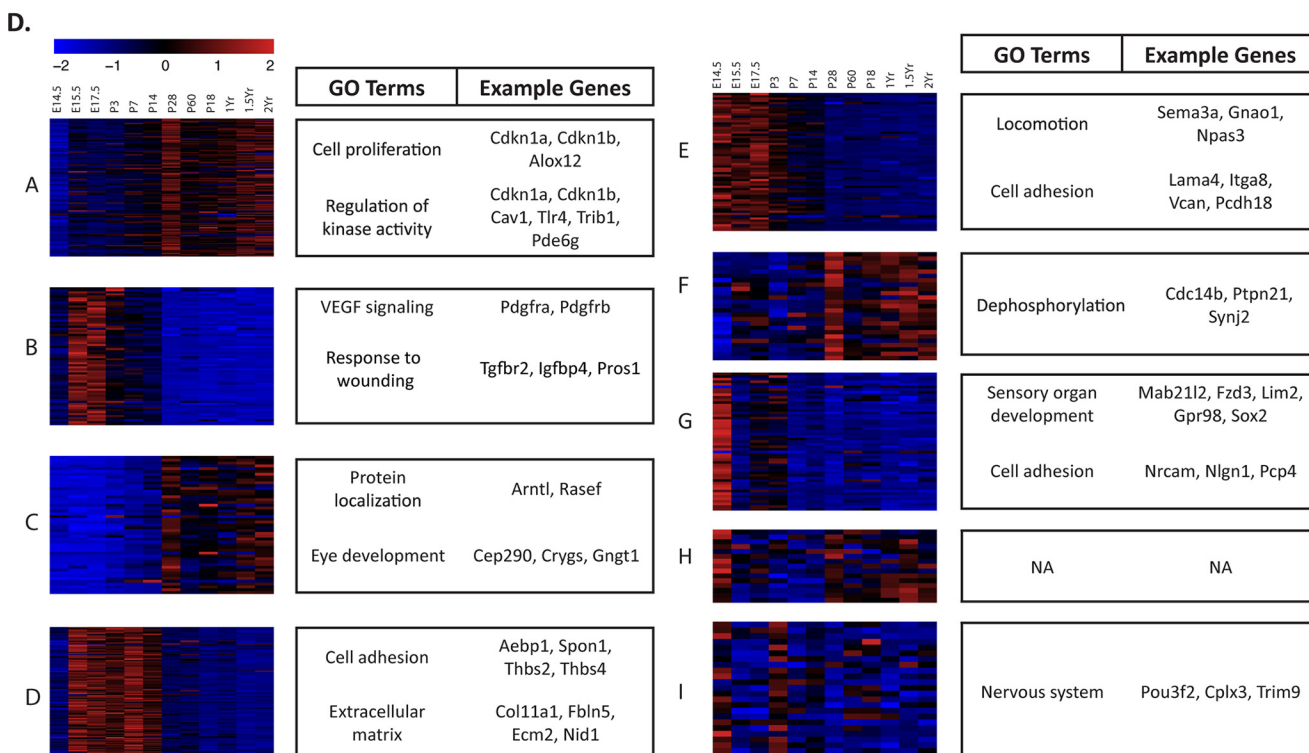 D.
−2 −1 0 1 2
E14.5 E15.5 E17.5 P3 P7 P14 P28 P60 P18 1Yr 1.5Yr 2Yr
GO Terms Example Genes
A
Cell proliferation
Cdkn1a, Cdkn1b,
Alox12
Regulation of
kinase activity
Cdkn1a, Cdkn1b,
Cav1, Tlr4, Trib1,
Pde6g
B
VEGF signaling
Pdgfra, Pdgfrb
Response to
wounding
Tgfbr2, Igfbp4, Pros1
C
Protein
localization
Arntl, Rasef
Eye development
Cep290, Crygs, Gngt1
D
Cell adhesion
Aebp1, Spon1,
Thbs2, Thbs4
Extracellular
matrix
Col11a1, Fbln5,
Ecm2, Nid1
E14.5 E15.5 E17.5 P3 P7 P14 P28 P60 P18 1Yr 1.5Yr 2Yr
GO Terms Example Genes
E
Locomotion
Sema3a, Gnao1,
Npas3
Cell adhesion
Lama4, Itga8,
Vcan, Pcdh18
F
Dephosphorylation
Cdc14b, Ptpn21,
Synj2
G
Sensory organ
development
Mab21l2, Fzd3, Lim2,
Gpr98, Sox2
Cell adhesion
Nrcam, Nlgn1, Pcp4
H
NA
NA
I
Nervous system
Pou3f2, Cplx3, Trim9